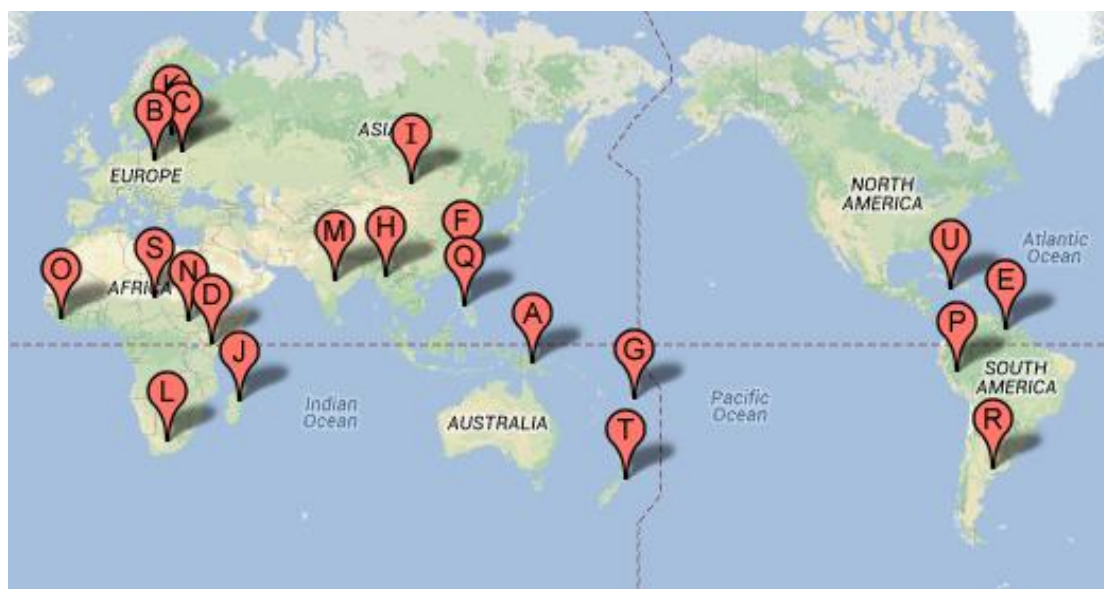 K
B
C
ASIA
I
EUROPE
NORTH
AMERICA
M
H
F
S
Q
U
Atlantic
Ocean
O
N
AFRICA
D
E
A
P
J
G
SOUTH
AMERICA
L
Indian
Ocean
AUSTRALIA
Pacific
Ocean
T
R